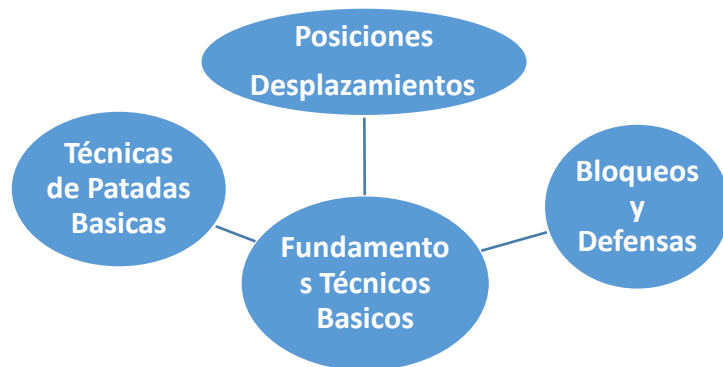 Posiciones
Desplazamientos
Técnicas
de Patadas
Basicas
Bloqueos
y
Defensas
Fundamento
s Técnicos
Basicos